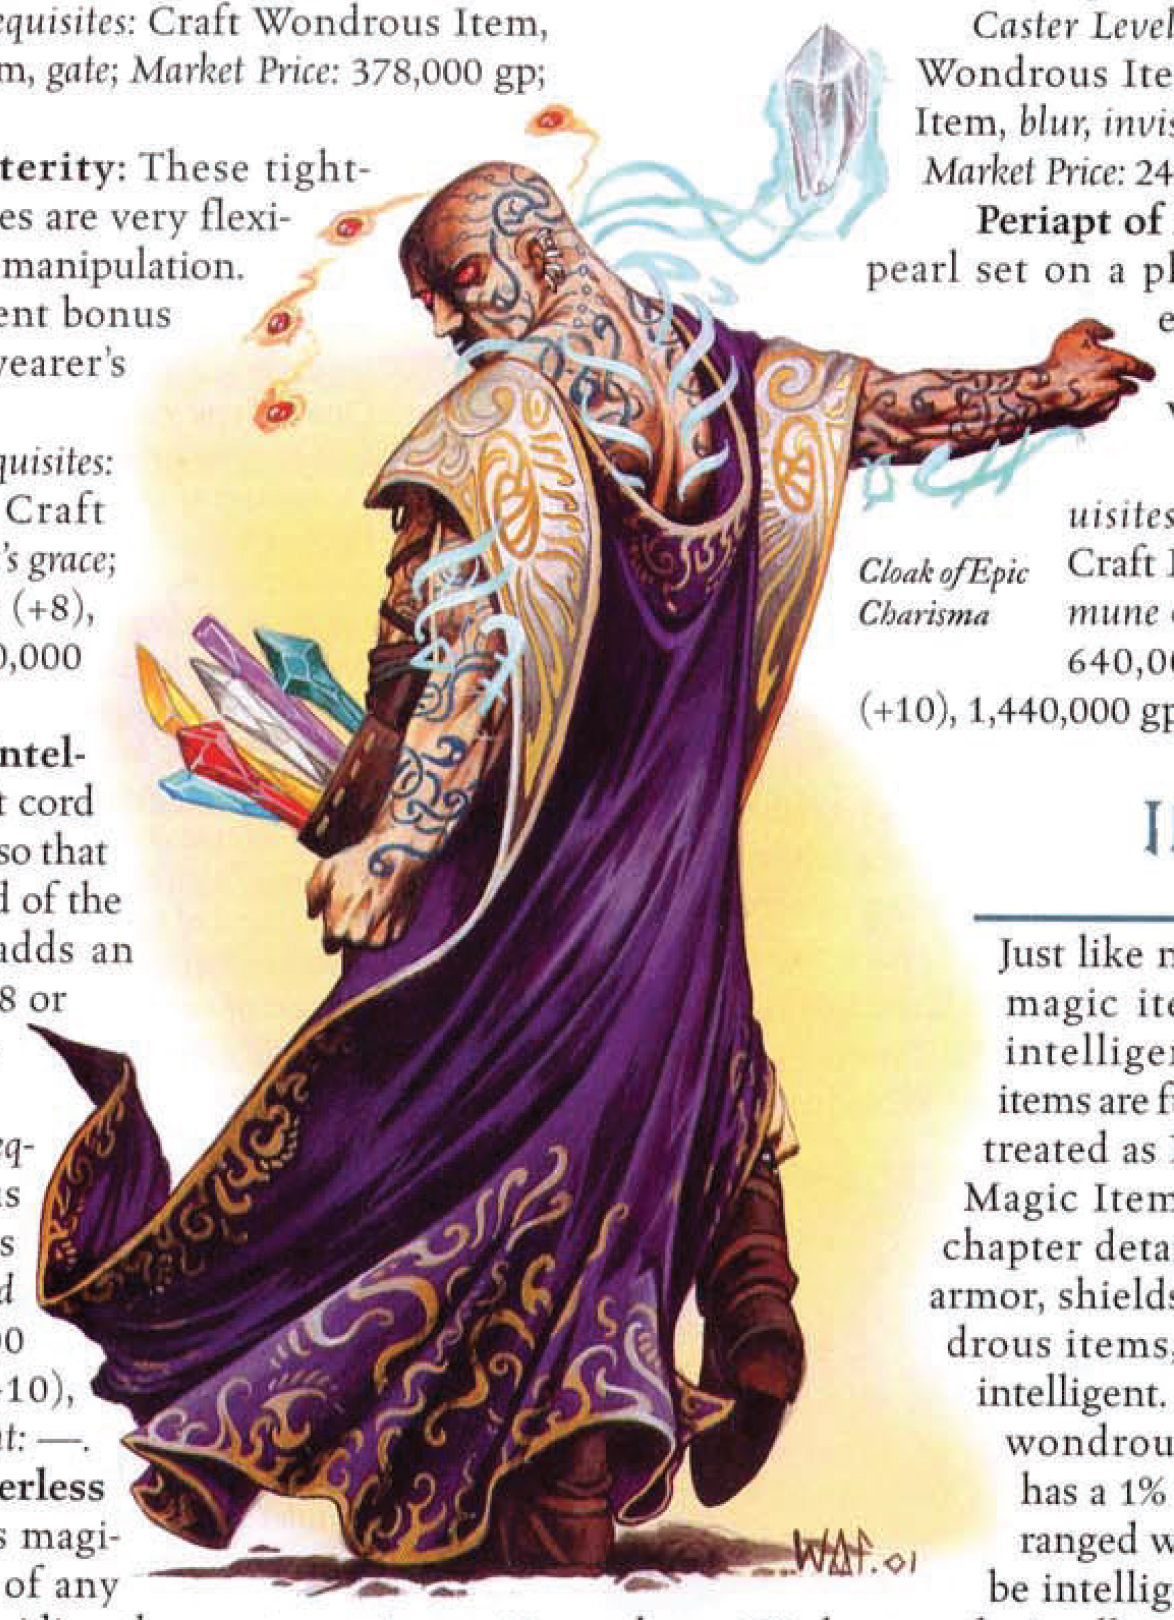 equisites: Craft Wondrous Item,
m, gate; Market Price: 378,000 gp;
terity: These tight-
es are very flexi-
manipulation.
ent bonus
wearer's
quisites:
Craft
's grace;
(+8),
0,000
ntel-
t cord
so that
d of the
adds an
8 or
eq-
is
s
d
00
-10),
t: —.
erless
s magi-
of any
Caster Level
Wondrous Ite
Item, blur, invis
Market Price: 24
Periapt of
pearl set on a pl
e
uisites
Craft
mune
640,00
(+10), 1,440,000 gp
Cloak of Epic
Charisma
Just like
magic ite
intelliger
items are f
treated as
Magic Item
chapter deta
armor, shields
drous items,
intelligent.
wondrou
has a 1%
ranged w
be intellig
WAF.01